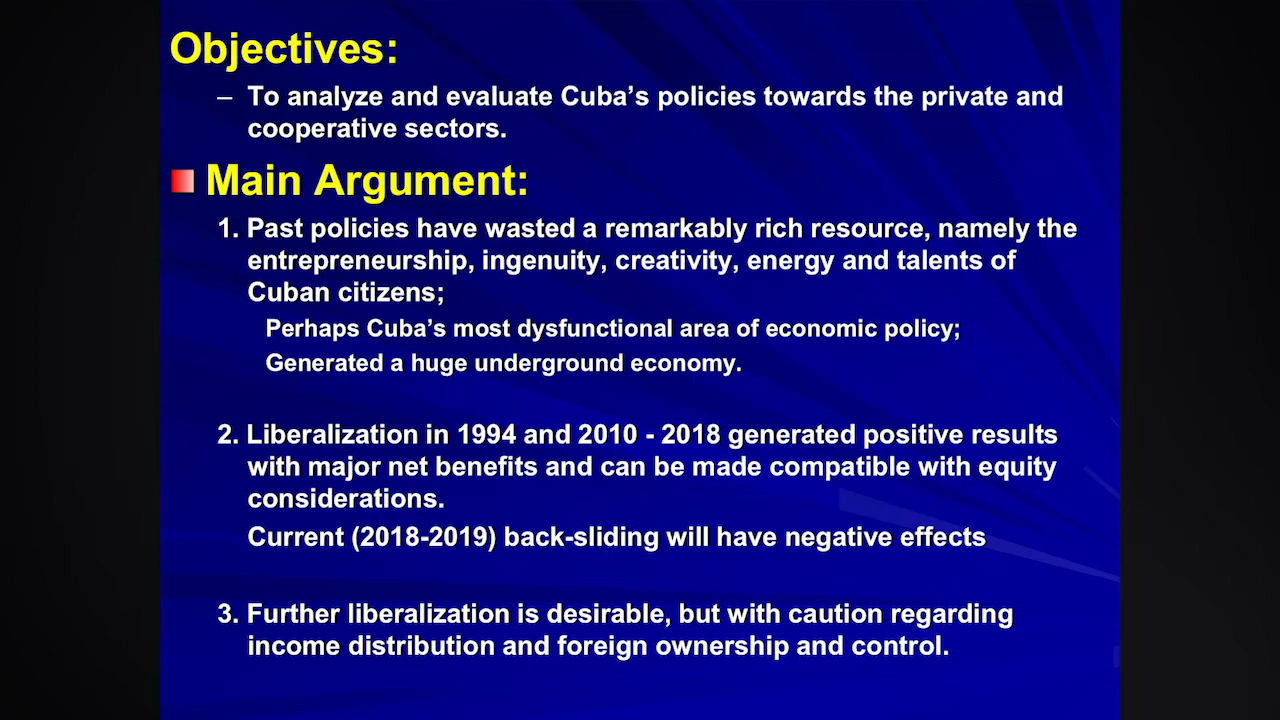 Objectives:
– To analyze and evaluate Cuba’s policies towards the private and
cooperative sectors.
Main Argument:
1. Past policies have wasted a remarkably rich resource, namely the
entrepreneurship, ingenuity, creativity, energy and talents of
Cuban citizens;
Perhaps Cuba’s most dysfunctional area of economic policy;
Generated a huge underground economy.
2. Liberalization in 1994 and 2010 - 2018 generated positive results
with major net benefits and can be made compatible with equity
considerations.
Current (2018-2019) back-sliding will have negative effects
3. Further liberalization is desirable, but with caution regarding
income distribution and foreign ownership and control.